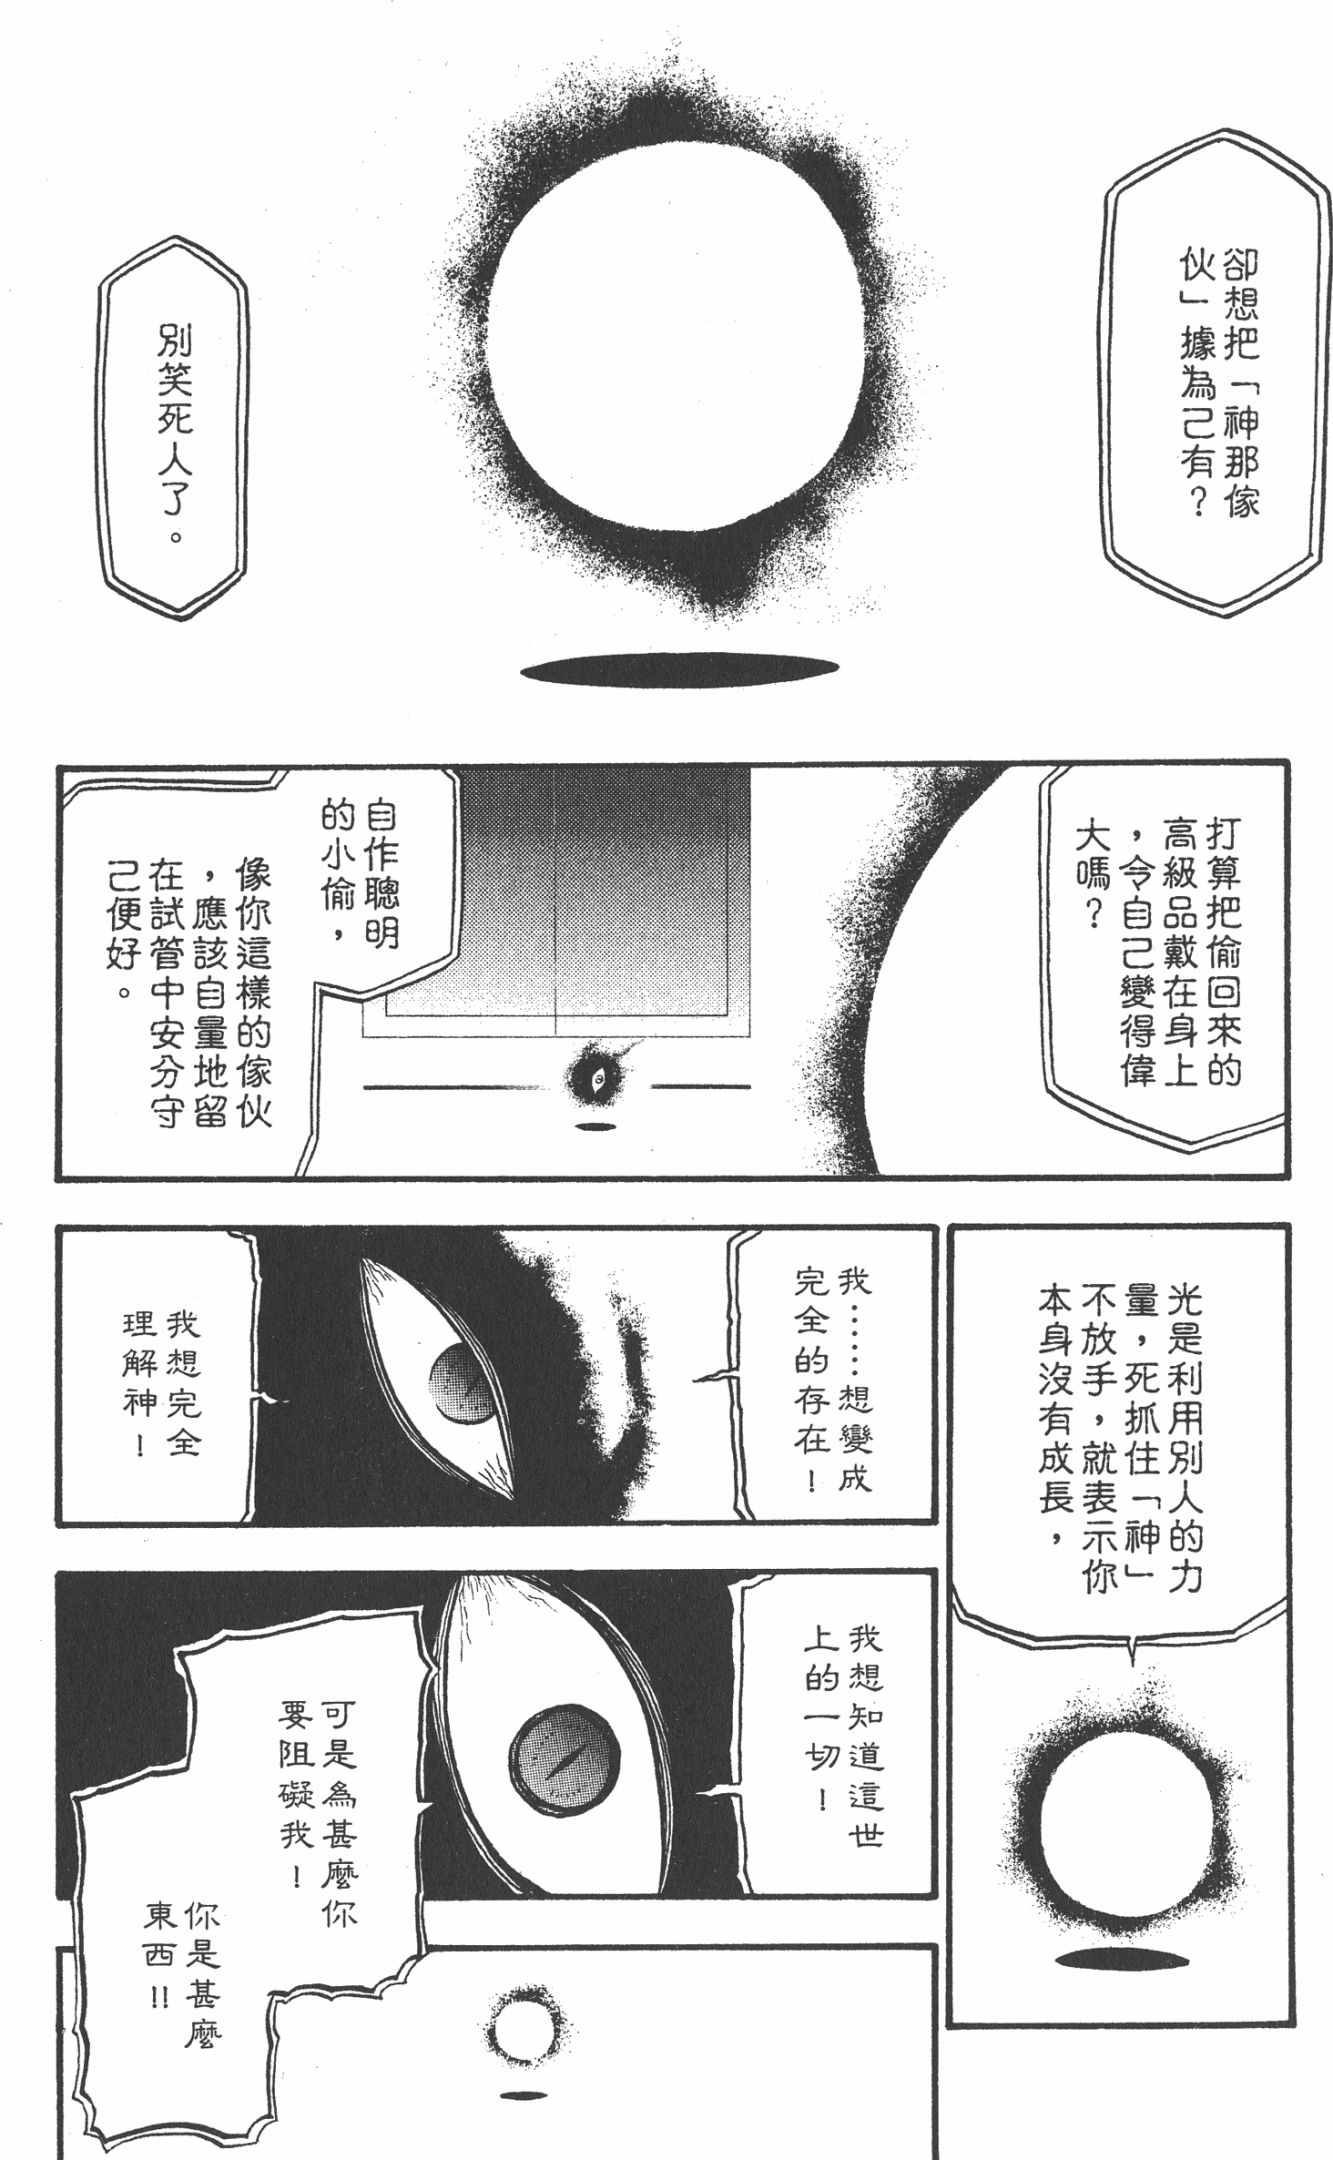 卻想把「神那傢
伙」據為己有？
別笑死人了。
打算把偷回來的
高級品戴在身上
，令自己變得偉
大嗎？
自作聰明
的小偷，
像你這樣的傢伙
，應該自量地留
在試管中安分守
己便好。
光是利用別人的力
量，死抓住「神」
不放手，就表示你
本身沒有成長，
我……想變成
完全的存在！
我想完全
理解神！
我想知道這世
上的一切！
可是為甚麼你
要阻礙我！
你是甚麼
東西!!